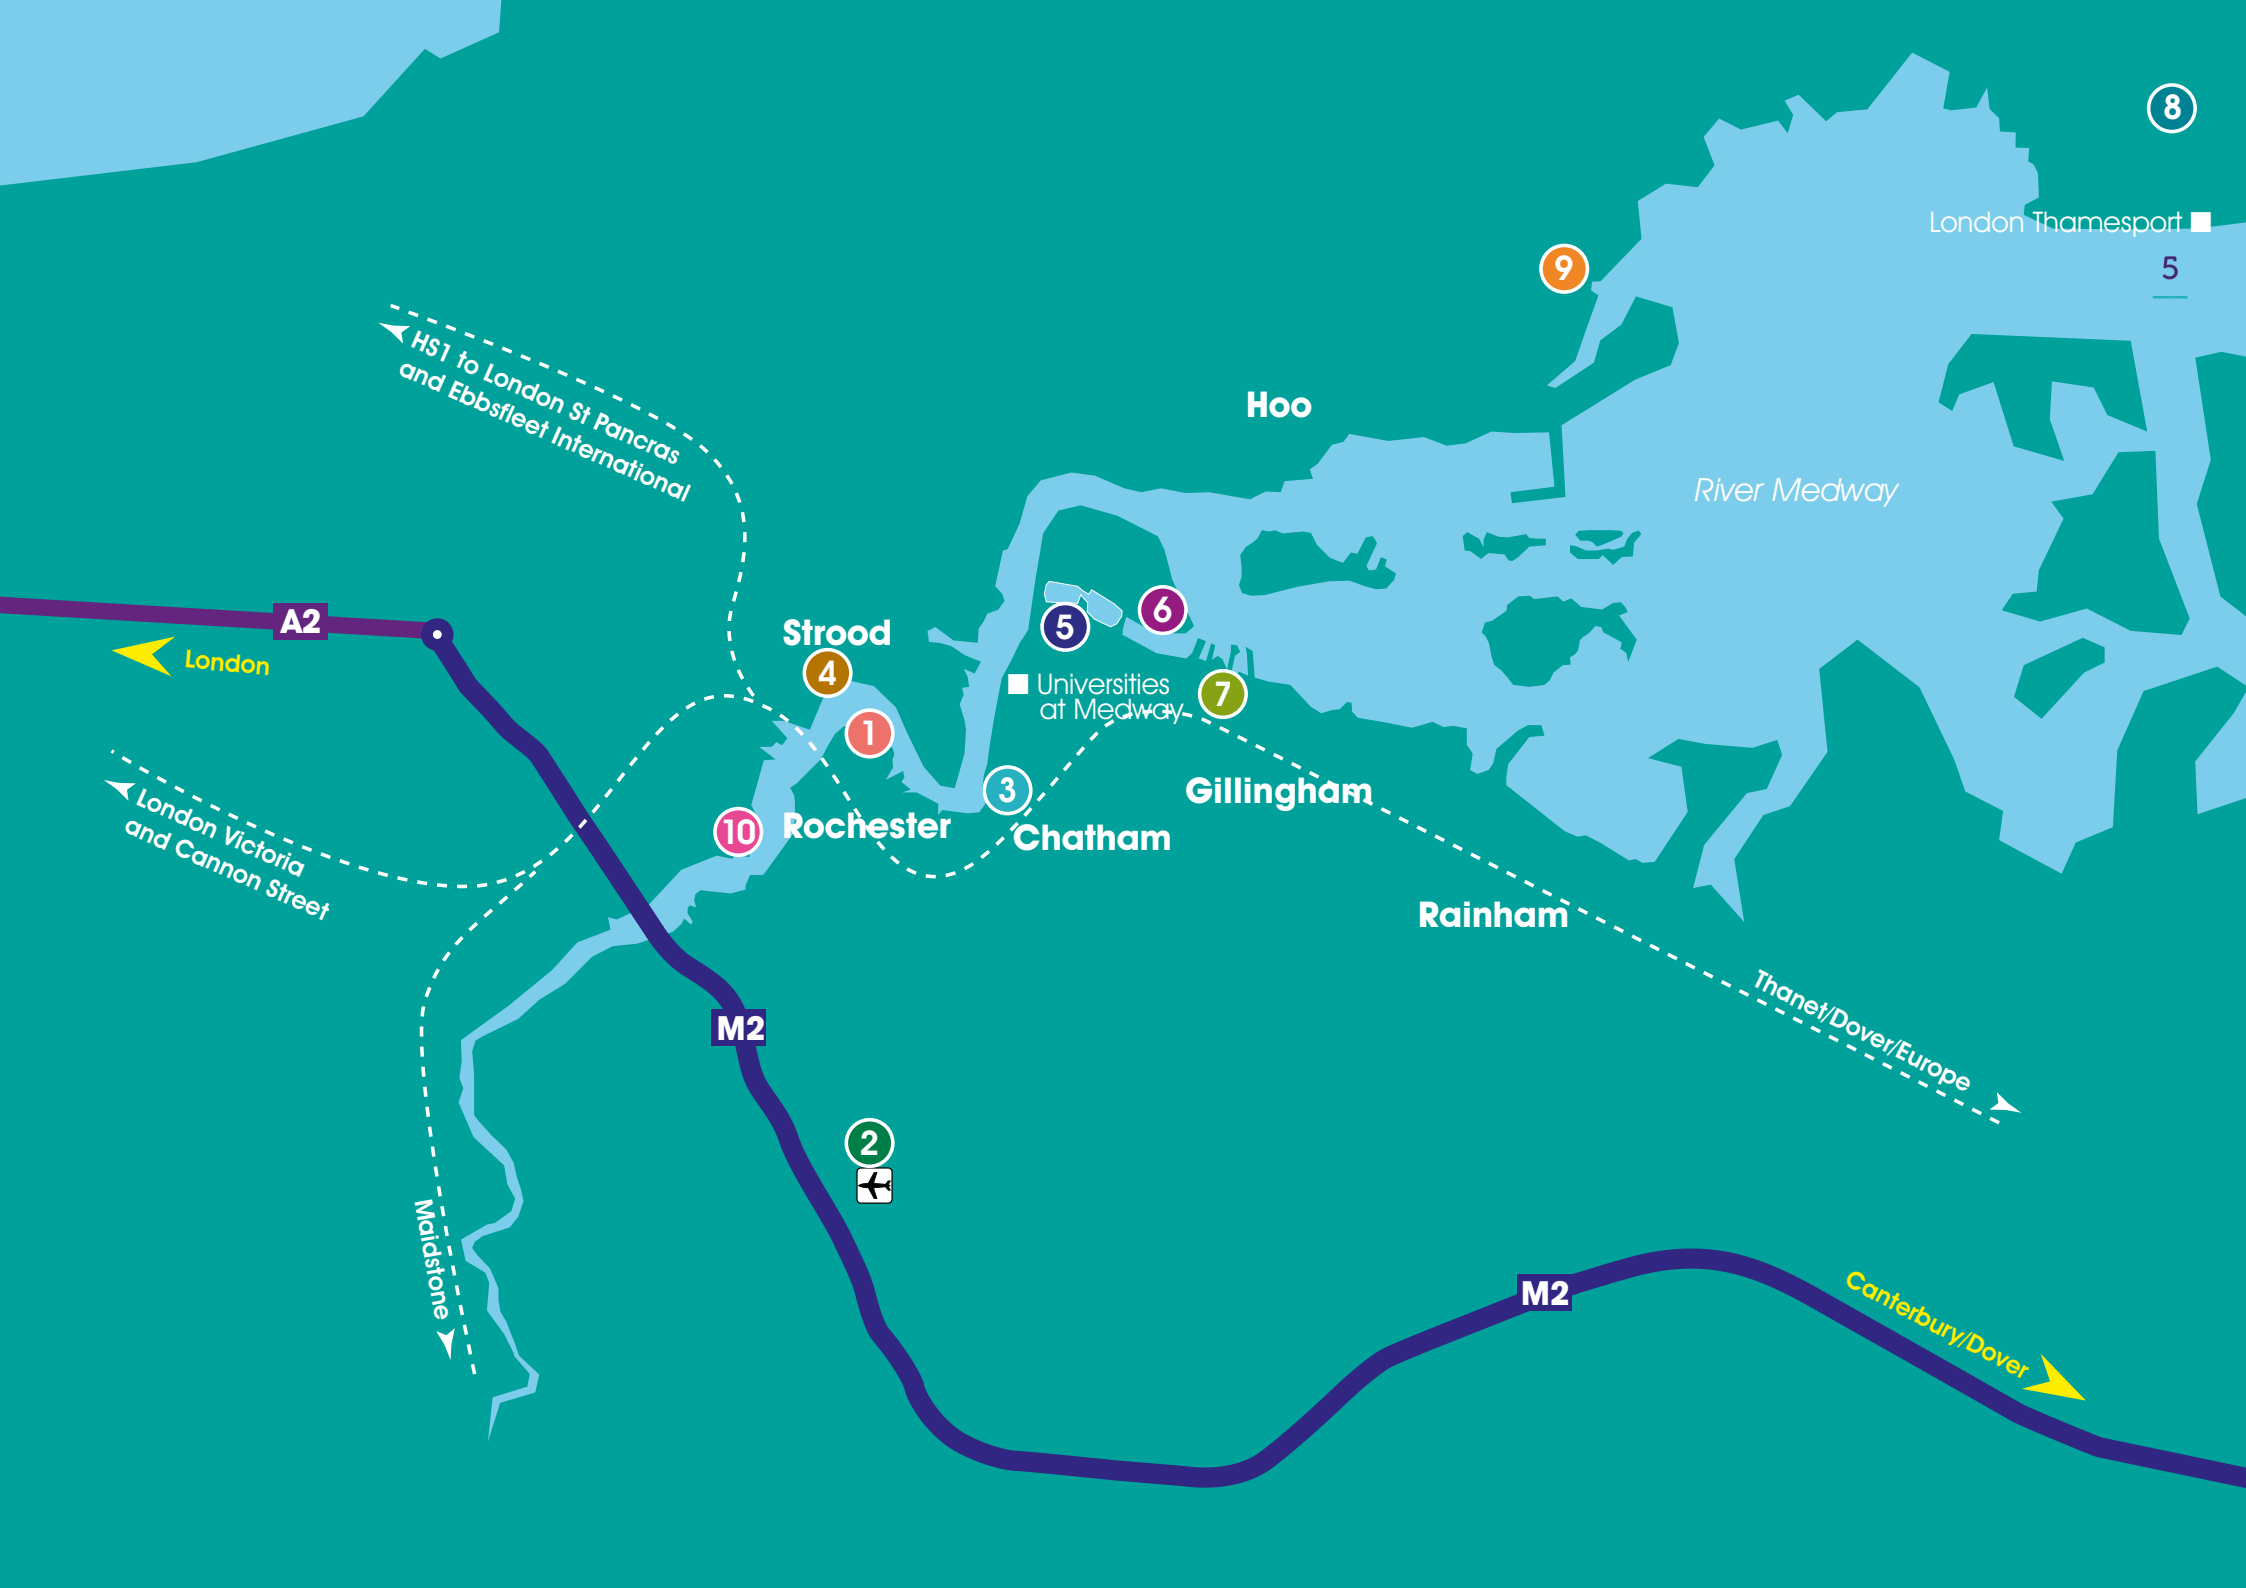 8
London Thamesport
5
9
HS1 to London St Pancras
and Ebbsfleet International
Hoo
River Medway
A2
London
Strood
4
5
6
Universities
at Medway
7
1
3
Gillingham
London Victoria
and Cannon Street
10
Rochester
Chatham
Rainham
Thanet/Dover/Europe
M2
2
Maidstone
M2
Canterbury/Dover